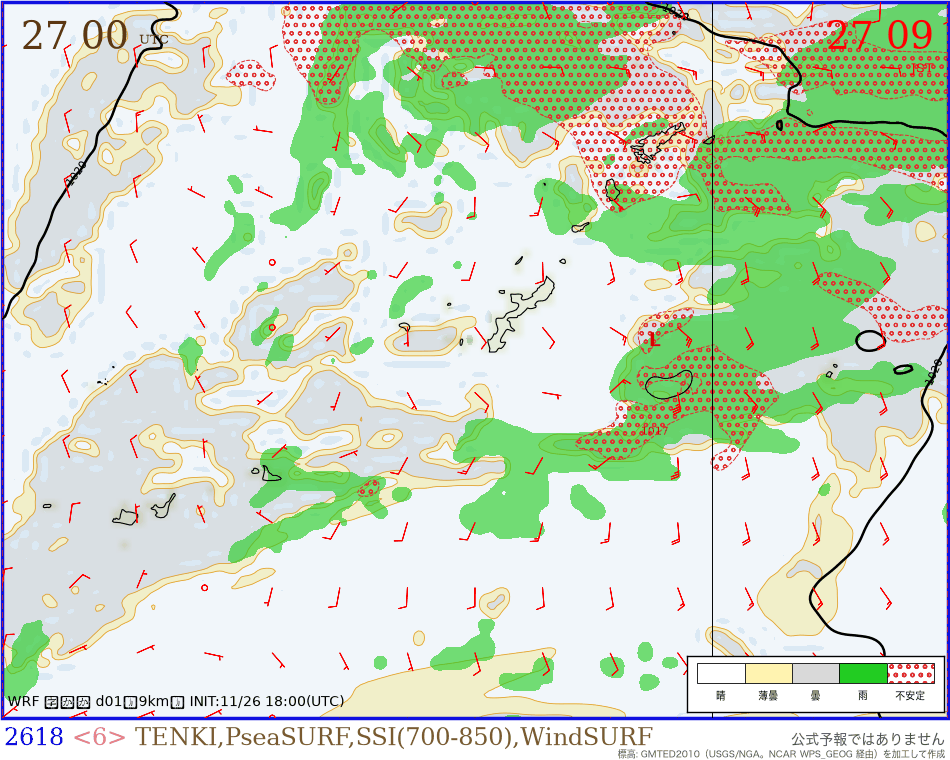 27 00 UTC
27 09 JST
1020
1020
L
1017
1020
WRF d01 9km INIT:11/26 18:00(UTC)
晴 薄曇 曇 雨 不安定
2618 <6> TENKI,PseaSURF,SSI(700-850),WindSURF
公式予報ではありません
標高: GMTED2010（USGS/NGA。NCAR WPS_GEOG 経由）を加工して作成